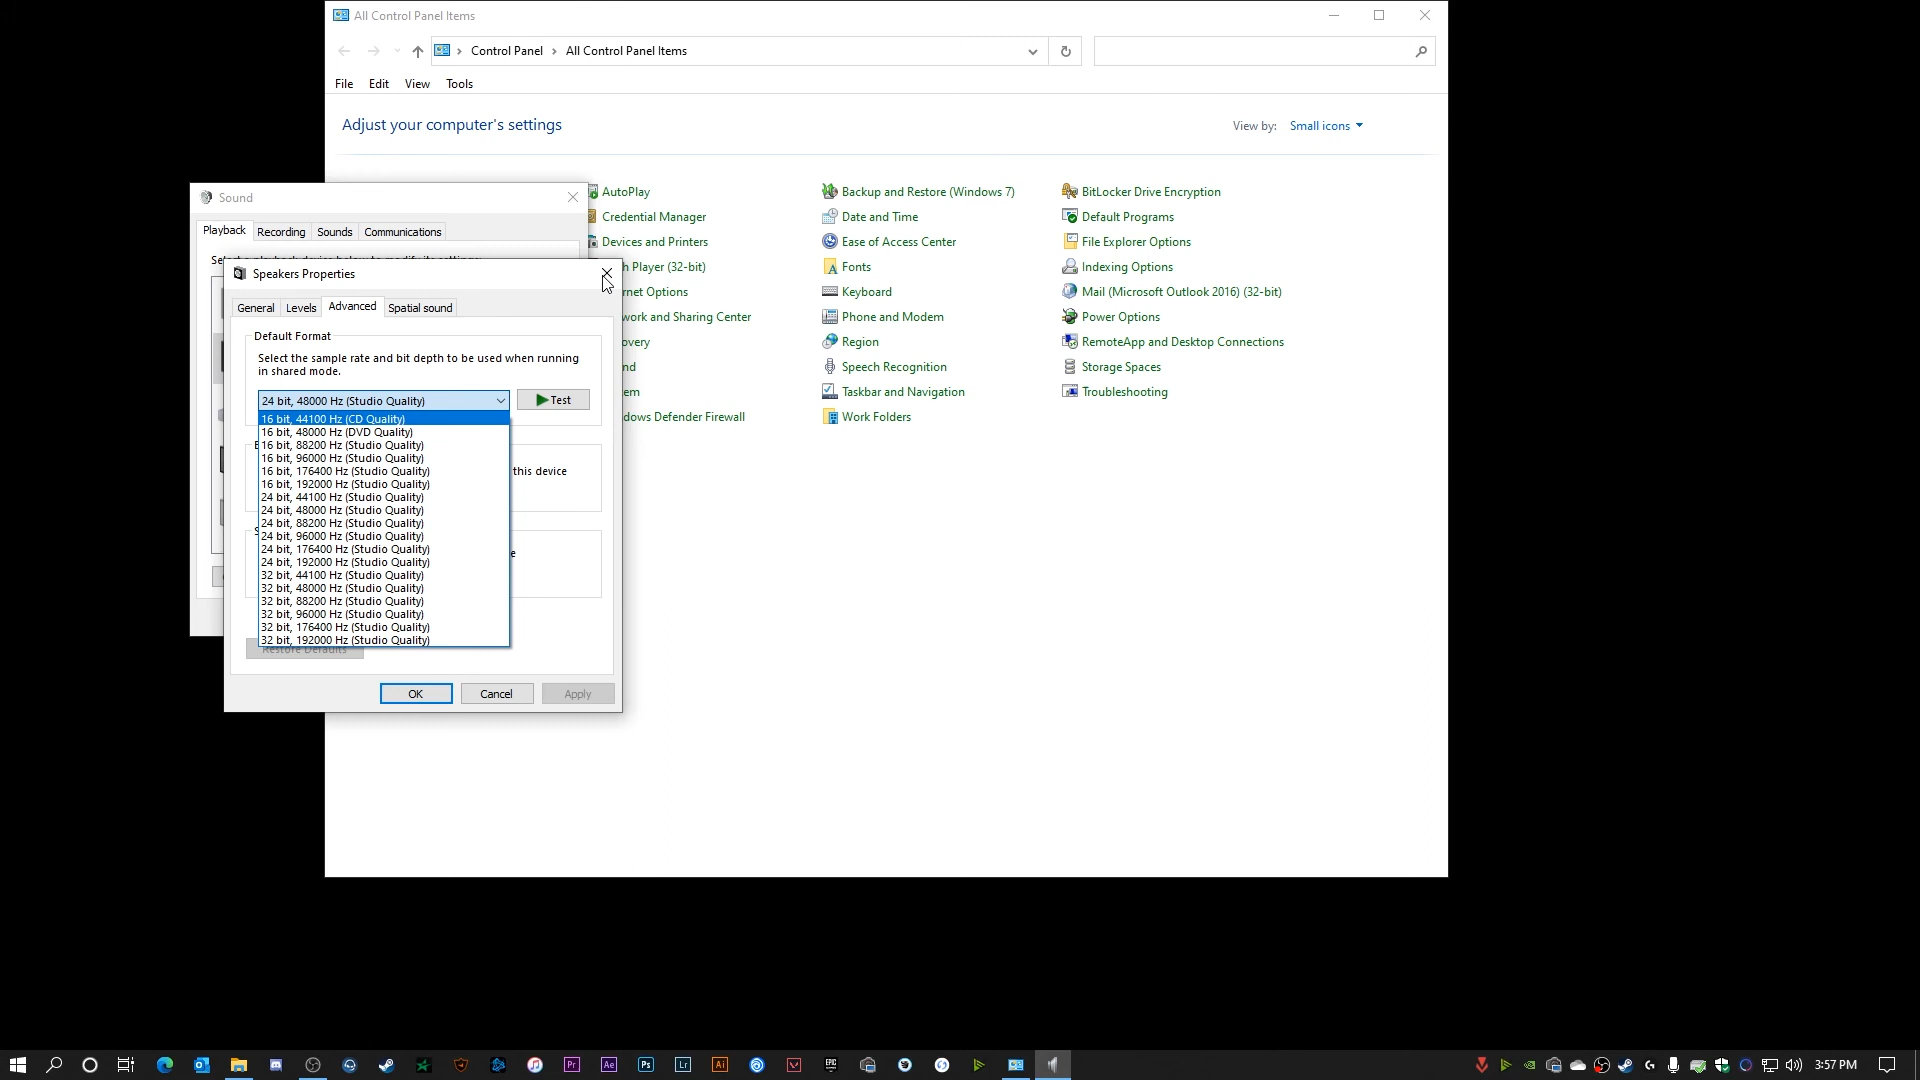 All Control Panel Items
Control Panel
All Control Panel Items
File
Edit
View
Tools
Adjust your computer's settings
View by:
Small icons
AutoPlay
Backup and Restore (Windows 7)
BitLocker Drive Encryption
Credential Manager
Date and Time
Default Programs
Devices and Printers
Ease of Access Center
File Explorer Options
Player (32-bit)
Fonts
Indexing Options
Options
Keyboard
Mail (Microsoft Outlook 2016) (32-bit)
and Sharing Center
Phone and Modem
Power Options
Region
RemoteApp and Desktop Connections
Speech Recognition
Storage Spaces
Taskbar and Navigation
Troubleshooting
Defender Firewall
Work Folders
Sound
Playback
Recording
Sounds
Communications
Speakers Properties
General
Levels
Advanced
Spatial sound
Default Format
Select the sample rate and bit depth to be used when running
in shared mode.
24 bit, 48000 Hz (Studio Quality)
Test
16 bit, 44100 Hz (CD Quality)
16 bit, 48000 Hz (DVD Quality)
16 bit, 88200 Hz (Studio Quality)
16 bit, 96000 Hz (Studio Quality)
16 bit, 176400 Hz (Studio Quality)
16 bit, 192000 Hz (Studio Quality)
24 bit, 44100 Hz (Studio Quality)
24 bit, 48000 Hz (Studio Quality)
24 bit, 88200 Hz (Studio Quality)
24 bit, 96000 Hz (Studio Quality)
24 bit, 176400 Hz (Studio Quality)
24 bit, 192000 Hz (Studio Quality)
32 bit, 44100 Hz (Studio Quality)
32 bit, 48000 Hz (Studio Quality)
32 bit, 88200 Hz (Studio Quality)
32 bit, 96000 Hz (Studio Quality)
32 bit, 176400 Hz (Studio Quality)
32 bit, 192000 Hz (Studio Quality)
this device
Restore Defaults
OK
Cancel
Apply
Pr
Ae
Ps
Lr
Ai
EPIC
3:57 PM